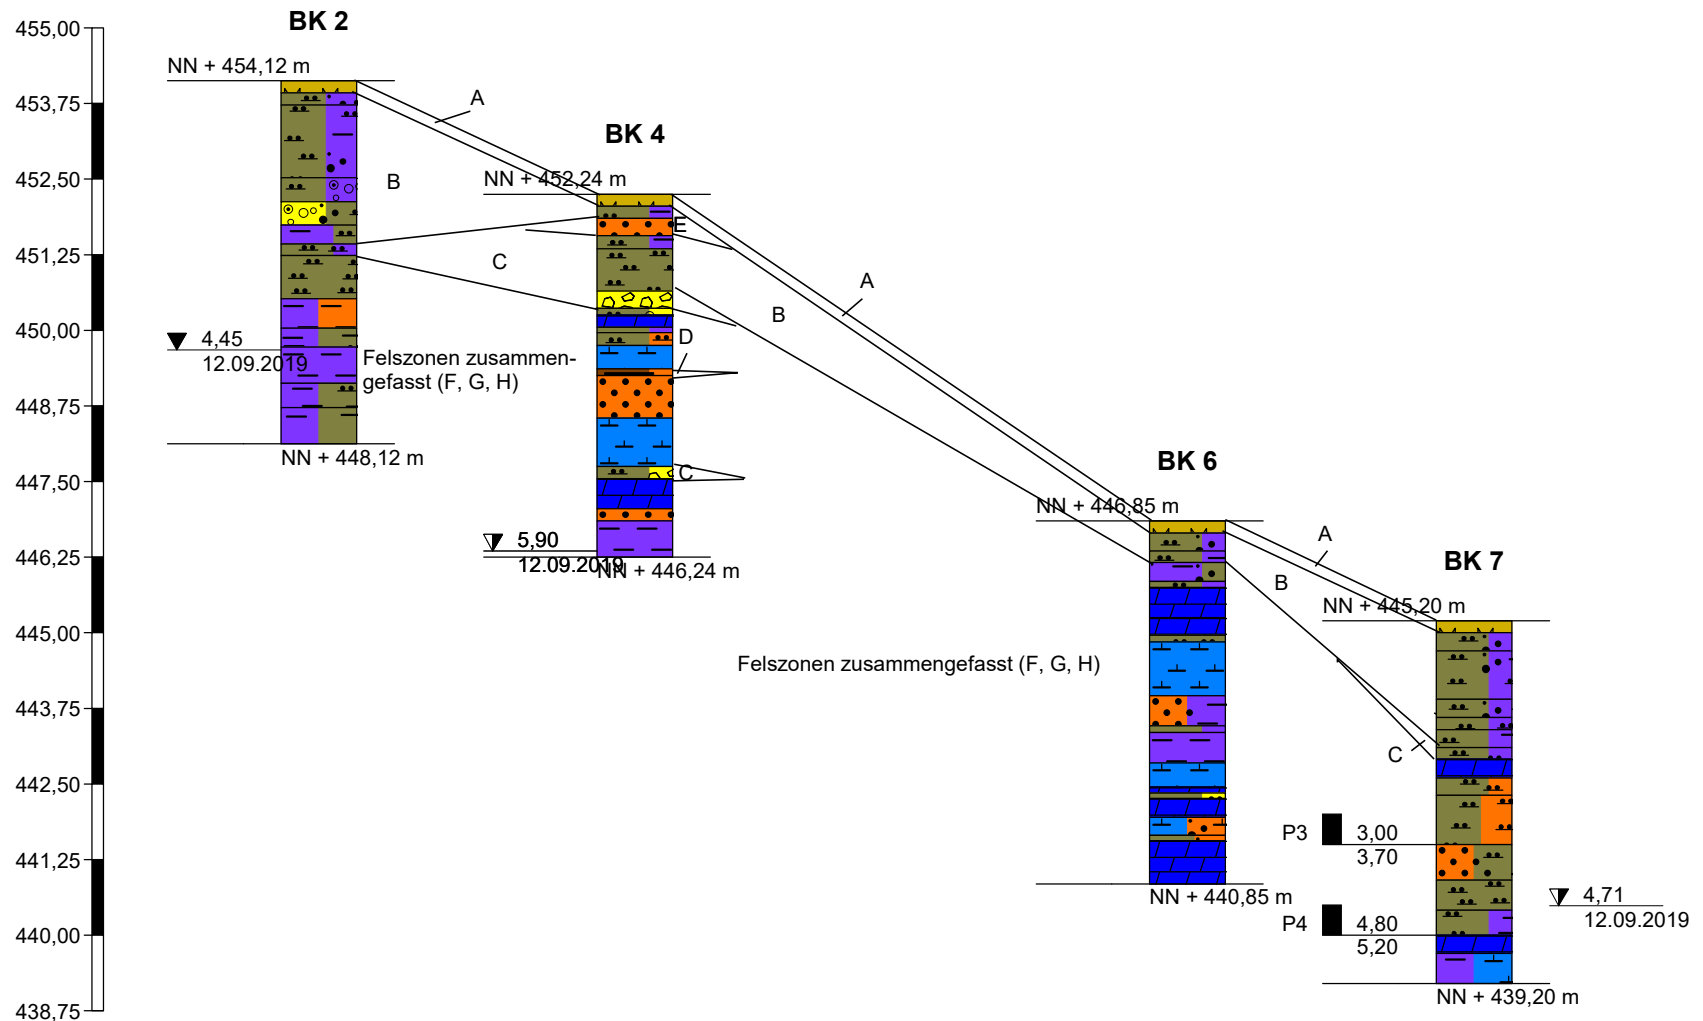 455,00
453,75
452,50
451,25
450,00
448,75
447,50
446,25
445,00
443,75
442,50
441,25
440,00
438,75
BK 2
NN + 454,12 m
A
B
C
4,45
12.09.2019
Felszonen zusammen-
gefasst (F, G, H)
NN + 448,12 m
BK 4
NN + 452,24 m
E
D
C
5,90
12.09.2019
NN + 446,24 m
A
B
Felszonen zusammengefasst (F, G, H)
BK 6
NN + 446,85 m
NN + 440,85 m
A
B
C
BK 7
NN + 445,20 m
P3
3,00
3,70
P4
4,80
5,20
4,71
12.09.2019
NN + 439,20 m